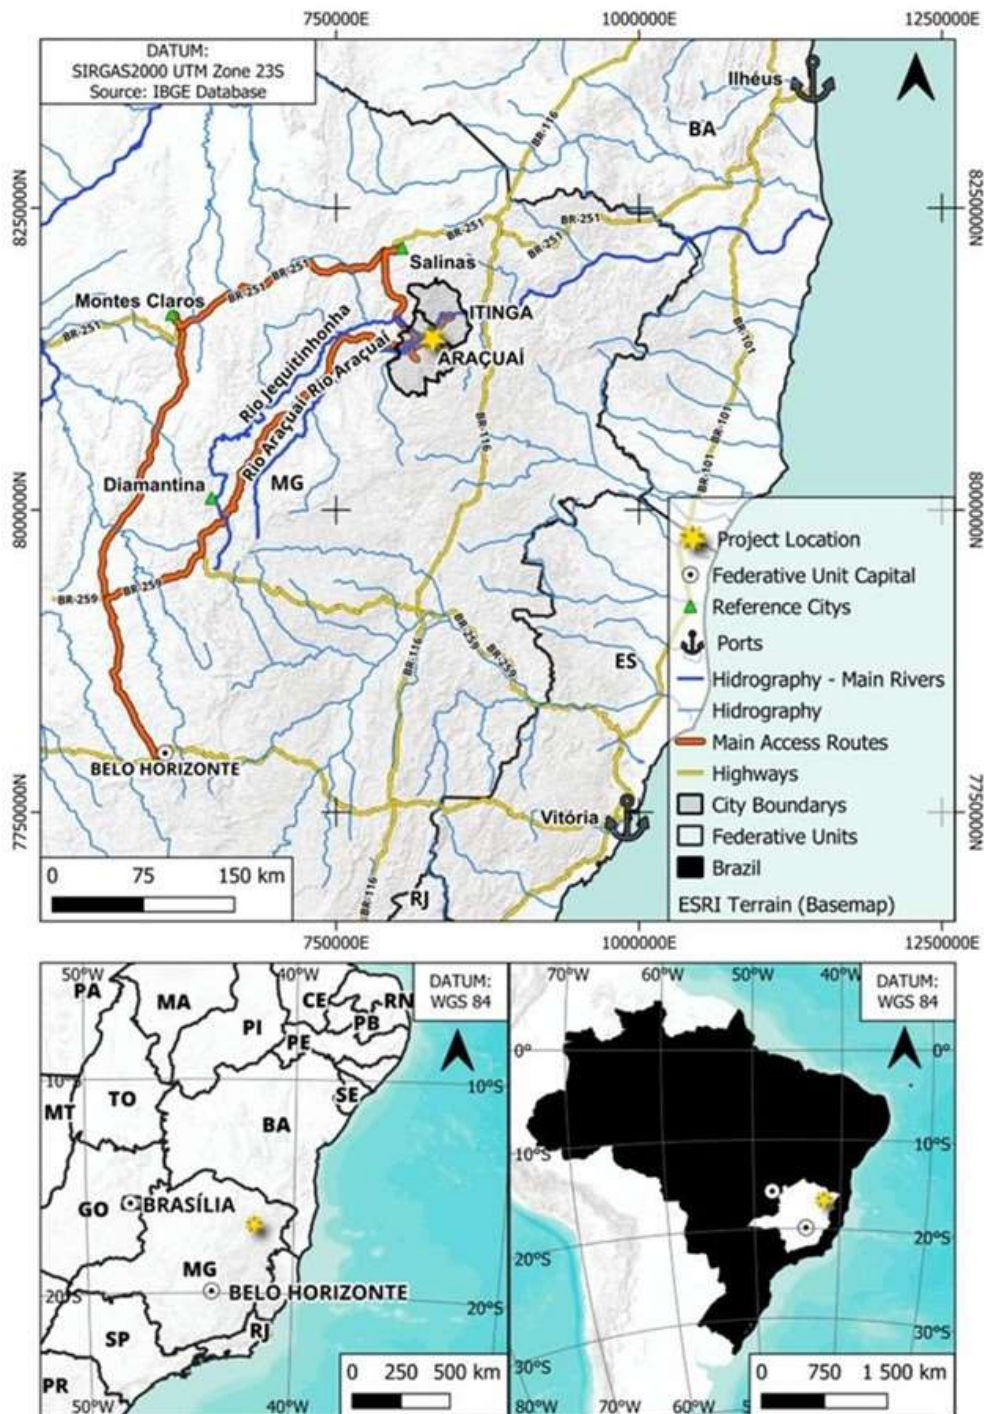 750000E
1000000E
1250000E
DATUM:
SIRGAS2000 UTM Zone 23S
Source: IBGE Database
Ilhéus
BR-116
BA
8250000N
8250000N
BR-251
BR-251
BR-251
Salinas
BR-251
Montes Claros
ITINGA
BR-251
Rio Jequitinhonha
ARAÇUAÍ
BR-101
Rio Araçuaí
Rio Araçuaí
BR-116
BR-101
Diamantina
MG
BR-101
8000000N
8000000N
Project Location
Federative Unit Capital
Reference Citys
Ports
Hidrography - Main Rivers
Hidrography
Main Access Routes
Highways
City Boundarys
Federative Units
Brazil
ESRI Terrain (Basemap)
BR-259
BR-259
BR-116
BR-259
BR-259
ES
BELO HORIZONTE
7750000N
7750000N
Vitória
0 75 150 km
BR-116
RJ
750000E
1000000E
1250000E
50°W
40°W
DATUM:
WGS 84
PA
MA
CE
RN
PI
PB
PE
10°S
10°S
MT
TO
SE
BA
GO
BRASÍLIA
MG
BELO HORIZONTE
20°S
20°S
SP
RJ
PR
0 250 500 km
50°W
40°W
70°W
60°W
50°W
40°W
DATUM:
WGS 84
0°
0°
10°S
10°S
20°S
20°S
30°S
30°S
0 750 1 500 km
80°W
70°W
60°W
50°W
40°W